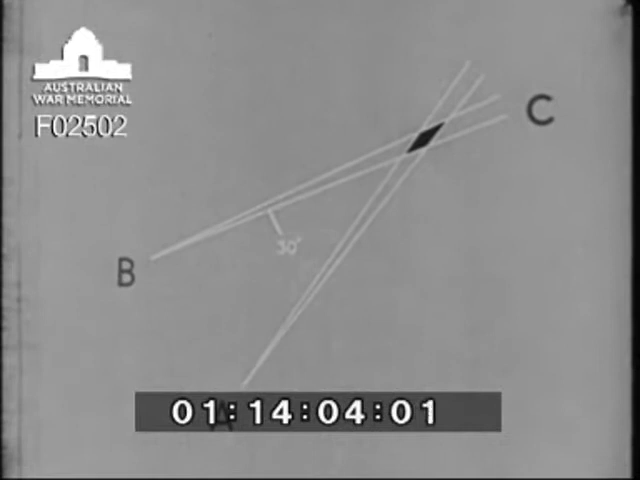 AUSTRALIAN
WAR MEMORIAL
F02502
C
30°
B
A
01:14:04:01